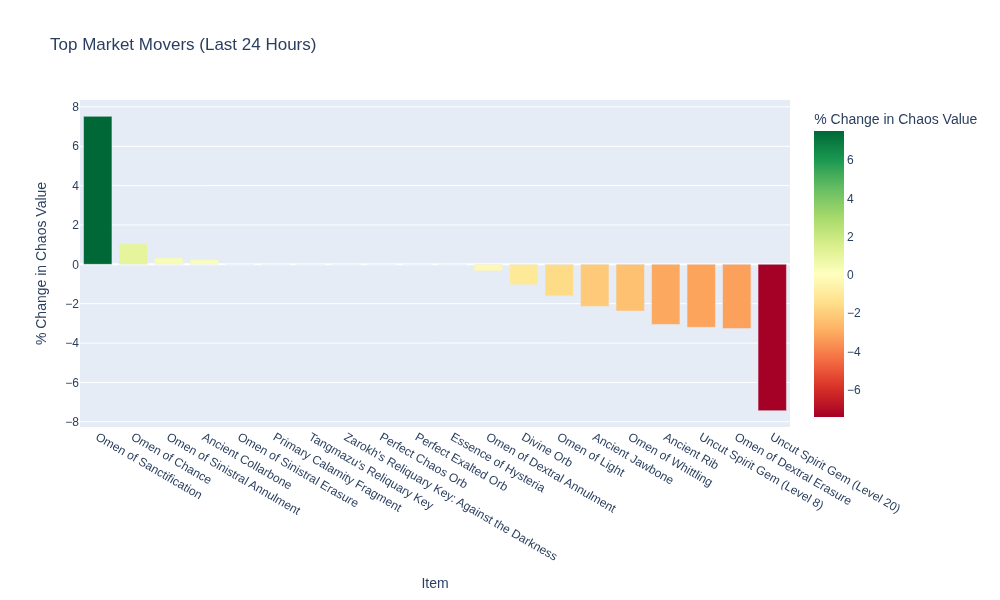 Top Market Movers (Last 24 Hours)
% Change in Chaos Value
8
6
4
2
0
−2
−4
−6
−8
% Change in Chaos Value
6
4
2
0
−2
−4
−6
Omen of Sanctification
Omen of Chance
Omen of Sinistral Annulment
Ancient Collarbone
Omen of Sinistral Erasure
Primary Calamity Fragment
Tangmazu's Reliquary Key
Zarokh's Reliquary Key: Against the Darkness
Perfect Chaos Orb
Perfect Exalted Orb
Essence of Hysteria
Omen of Dextral Annulment
Divine Orb
Omen of Light
Ancient Jawbone
Omen of Whittling
Ancient Rib
Uncut Spirit Gem (Level 8)
Omen of Dextral Erasure
Uncut Spirit Gem (Level 20)
Item